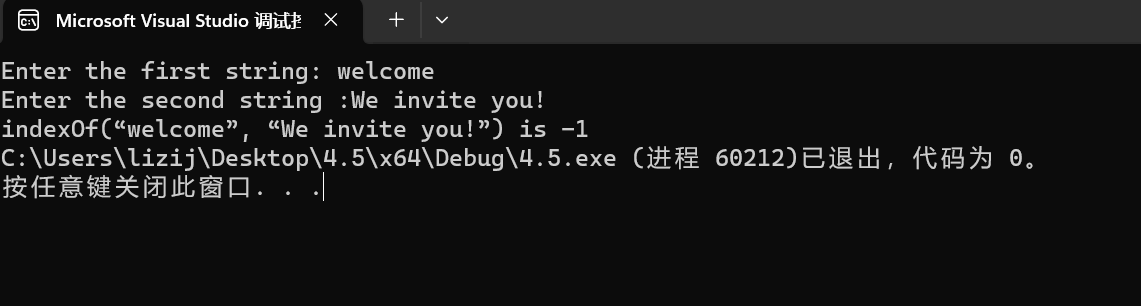 Microsoft Visual Studio 调试控
Enter the first string: welcome
Enter the second string :We invite you!
indexOf(“welcome”, “We invite you!”) is -1
C:\Users\lizij\Desktop\4.5\x64\Debug\4.5.exe (进程 60212)已退出，代码为 0。
按任意键关闭此窗口. . .